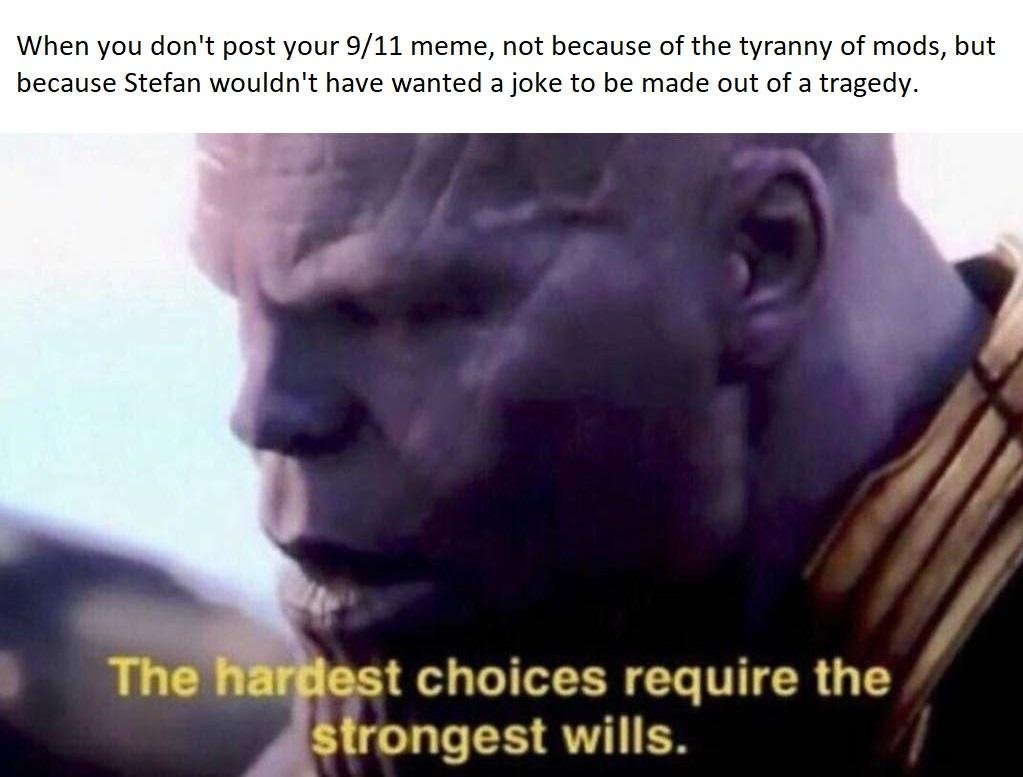 When you don't post your 9/11 meme, not because of the tyranny of mods, but
because Stefan wouldn't have wanted a joke to be made out of a tragedy.
The hardest choices require the
strongest wills.